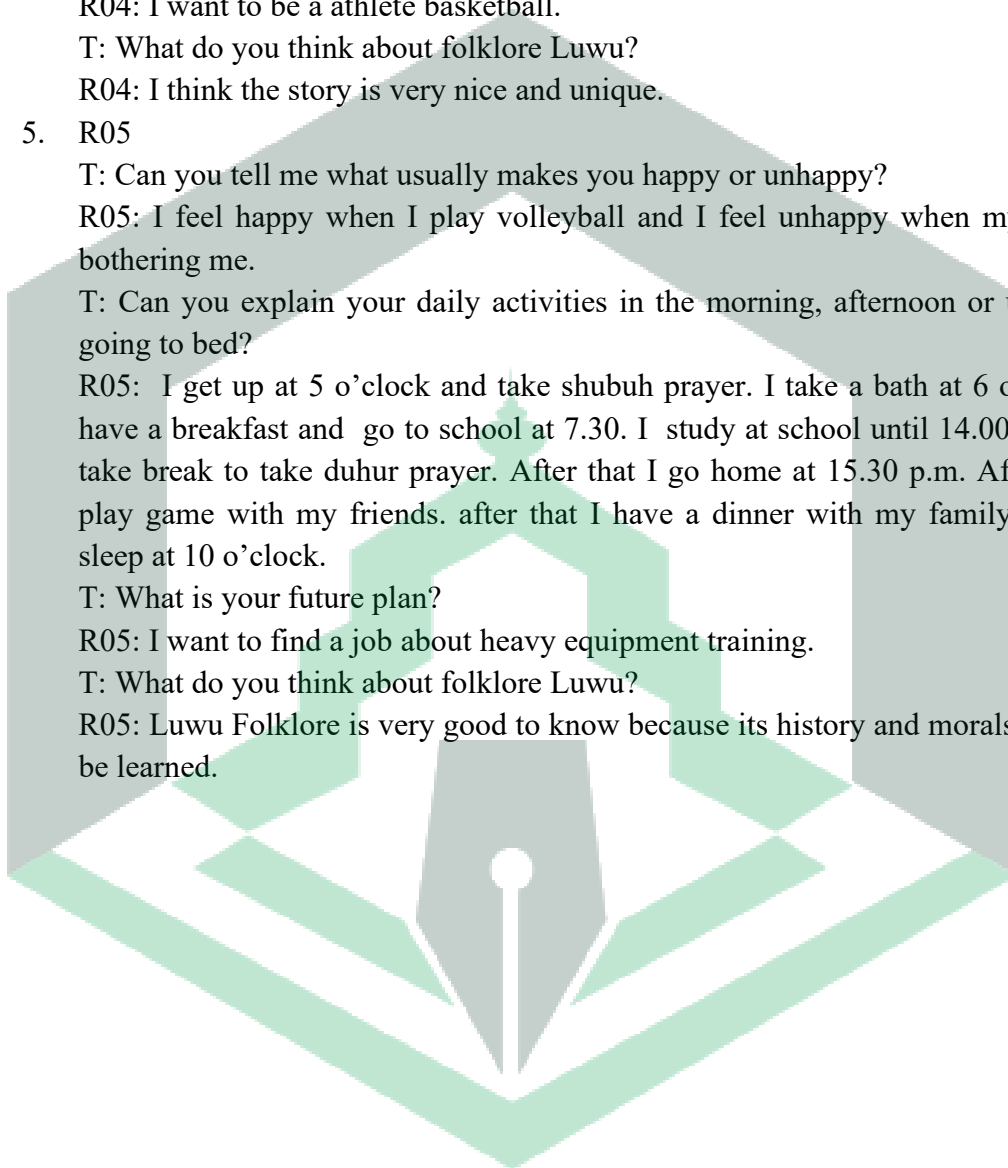 R04: I want to be a athlete basketball.
T: What do you think about folklore Luwu?
R04: I think the story is very nice and unique.
5. R05
T: Can you tell me what usually makes you happy or unhappy?
R05: I feel happy when I play volleyball and I feel unhappy when
bothering me.
T: Can you explain your daily activities in the morning, afternoon or
going to bed?
R05: I get up at 5 o’clock and take shubuh prayer. I take a bath at 6
have a breakfast and go to school at 7.30. I study at school until 14.00
take break to take duhur prayer. After that I go home at 15.30 p.m.
play game with my friends. after that I have a dinner with my family
sleep at 10 o’clock.
T: What is your future plan?
R05: I want to find a job about heavy equipment training.
T: What do you think about folklore Luwu?
R05: Luwu Folklore is very good to know because its history and morals
be learned.